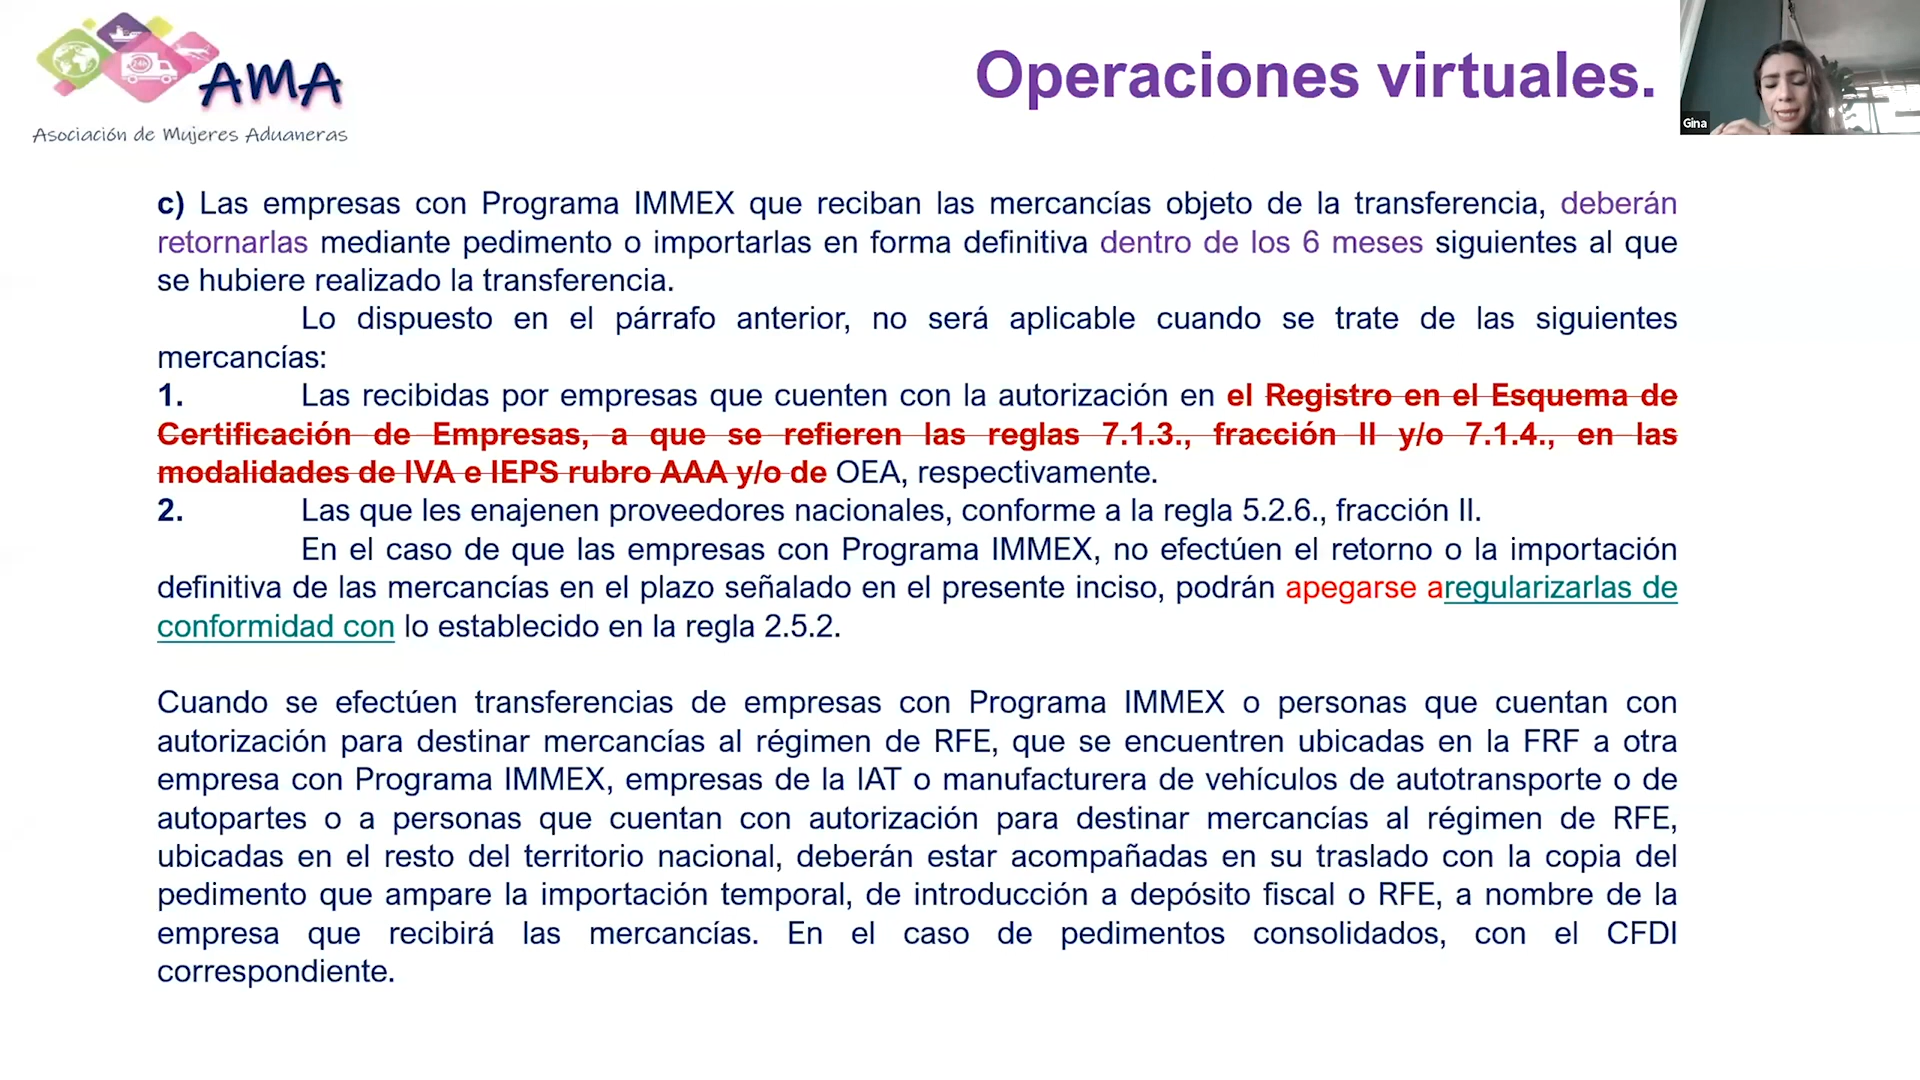 AMA
Asociación de Mujeres Aduaneras
Operaciones virtuales.
Gina
c) Las empresas con Programa IMMEX que reciban las mercancías objeto de la transferencia, deberán
retornarlas mediante pedimento o importarlas en forma definitiva dentro de los 6 meses siguientes al que
se hubiere realizado la transferencia.
Lo dispuesto en el párrafo anterior, no será aplicable cuando se trate de las siguientes
mercancías:
1. Las recibidas por empresas que cuenten con la autorización en el Registro en el Esquema de
Certificación de Empresas, a que se refieren las reglas 7.1.3., fracción II y/o 7.1.4., en las
modalidades de IVA e IEPS rubro AAA y/o de OEA, respectivamente.
2. Las que les enajenen proveedores nacionales, conforme a la regla 5.2.6., fracción II.
En el caso de que las empresas con Programa IMMEX, no efectúen el retorno o la importación
definitiva de las mercancías en el plazo señalado en el presente inciso, podrán apegarse aregularizarlas de
conformidad con lo establecido en la regla 2.5.2.
Cuando se efectúen transferencias de empresas con Programa IMMEX o personas que cuentan con
autorización para destinar mercancías al régimen de RFE, que se encuentren ubicadas en la FRF a otra
empresa con Programa IMMEX, empresas de la IAT o manufacturera de vehículos de autotransporte o de
autopartes o a personas que cuentan con autorización para destinar mercancías al régimen de RFE,
ubicadas en el resto del territorio nacional, deberán estar acompañadas en su traslado con la copia del
pedimento que ampare la importación temporal, de introducción a depósito fiscal o RFE, a nombre de la
empresa que recibirá las mercancías. En el caso de pedimentos consolidados, con el CFDI
correspondiente.